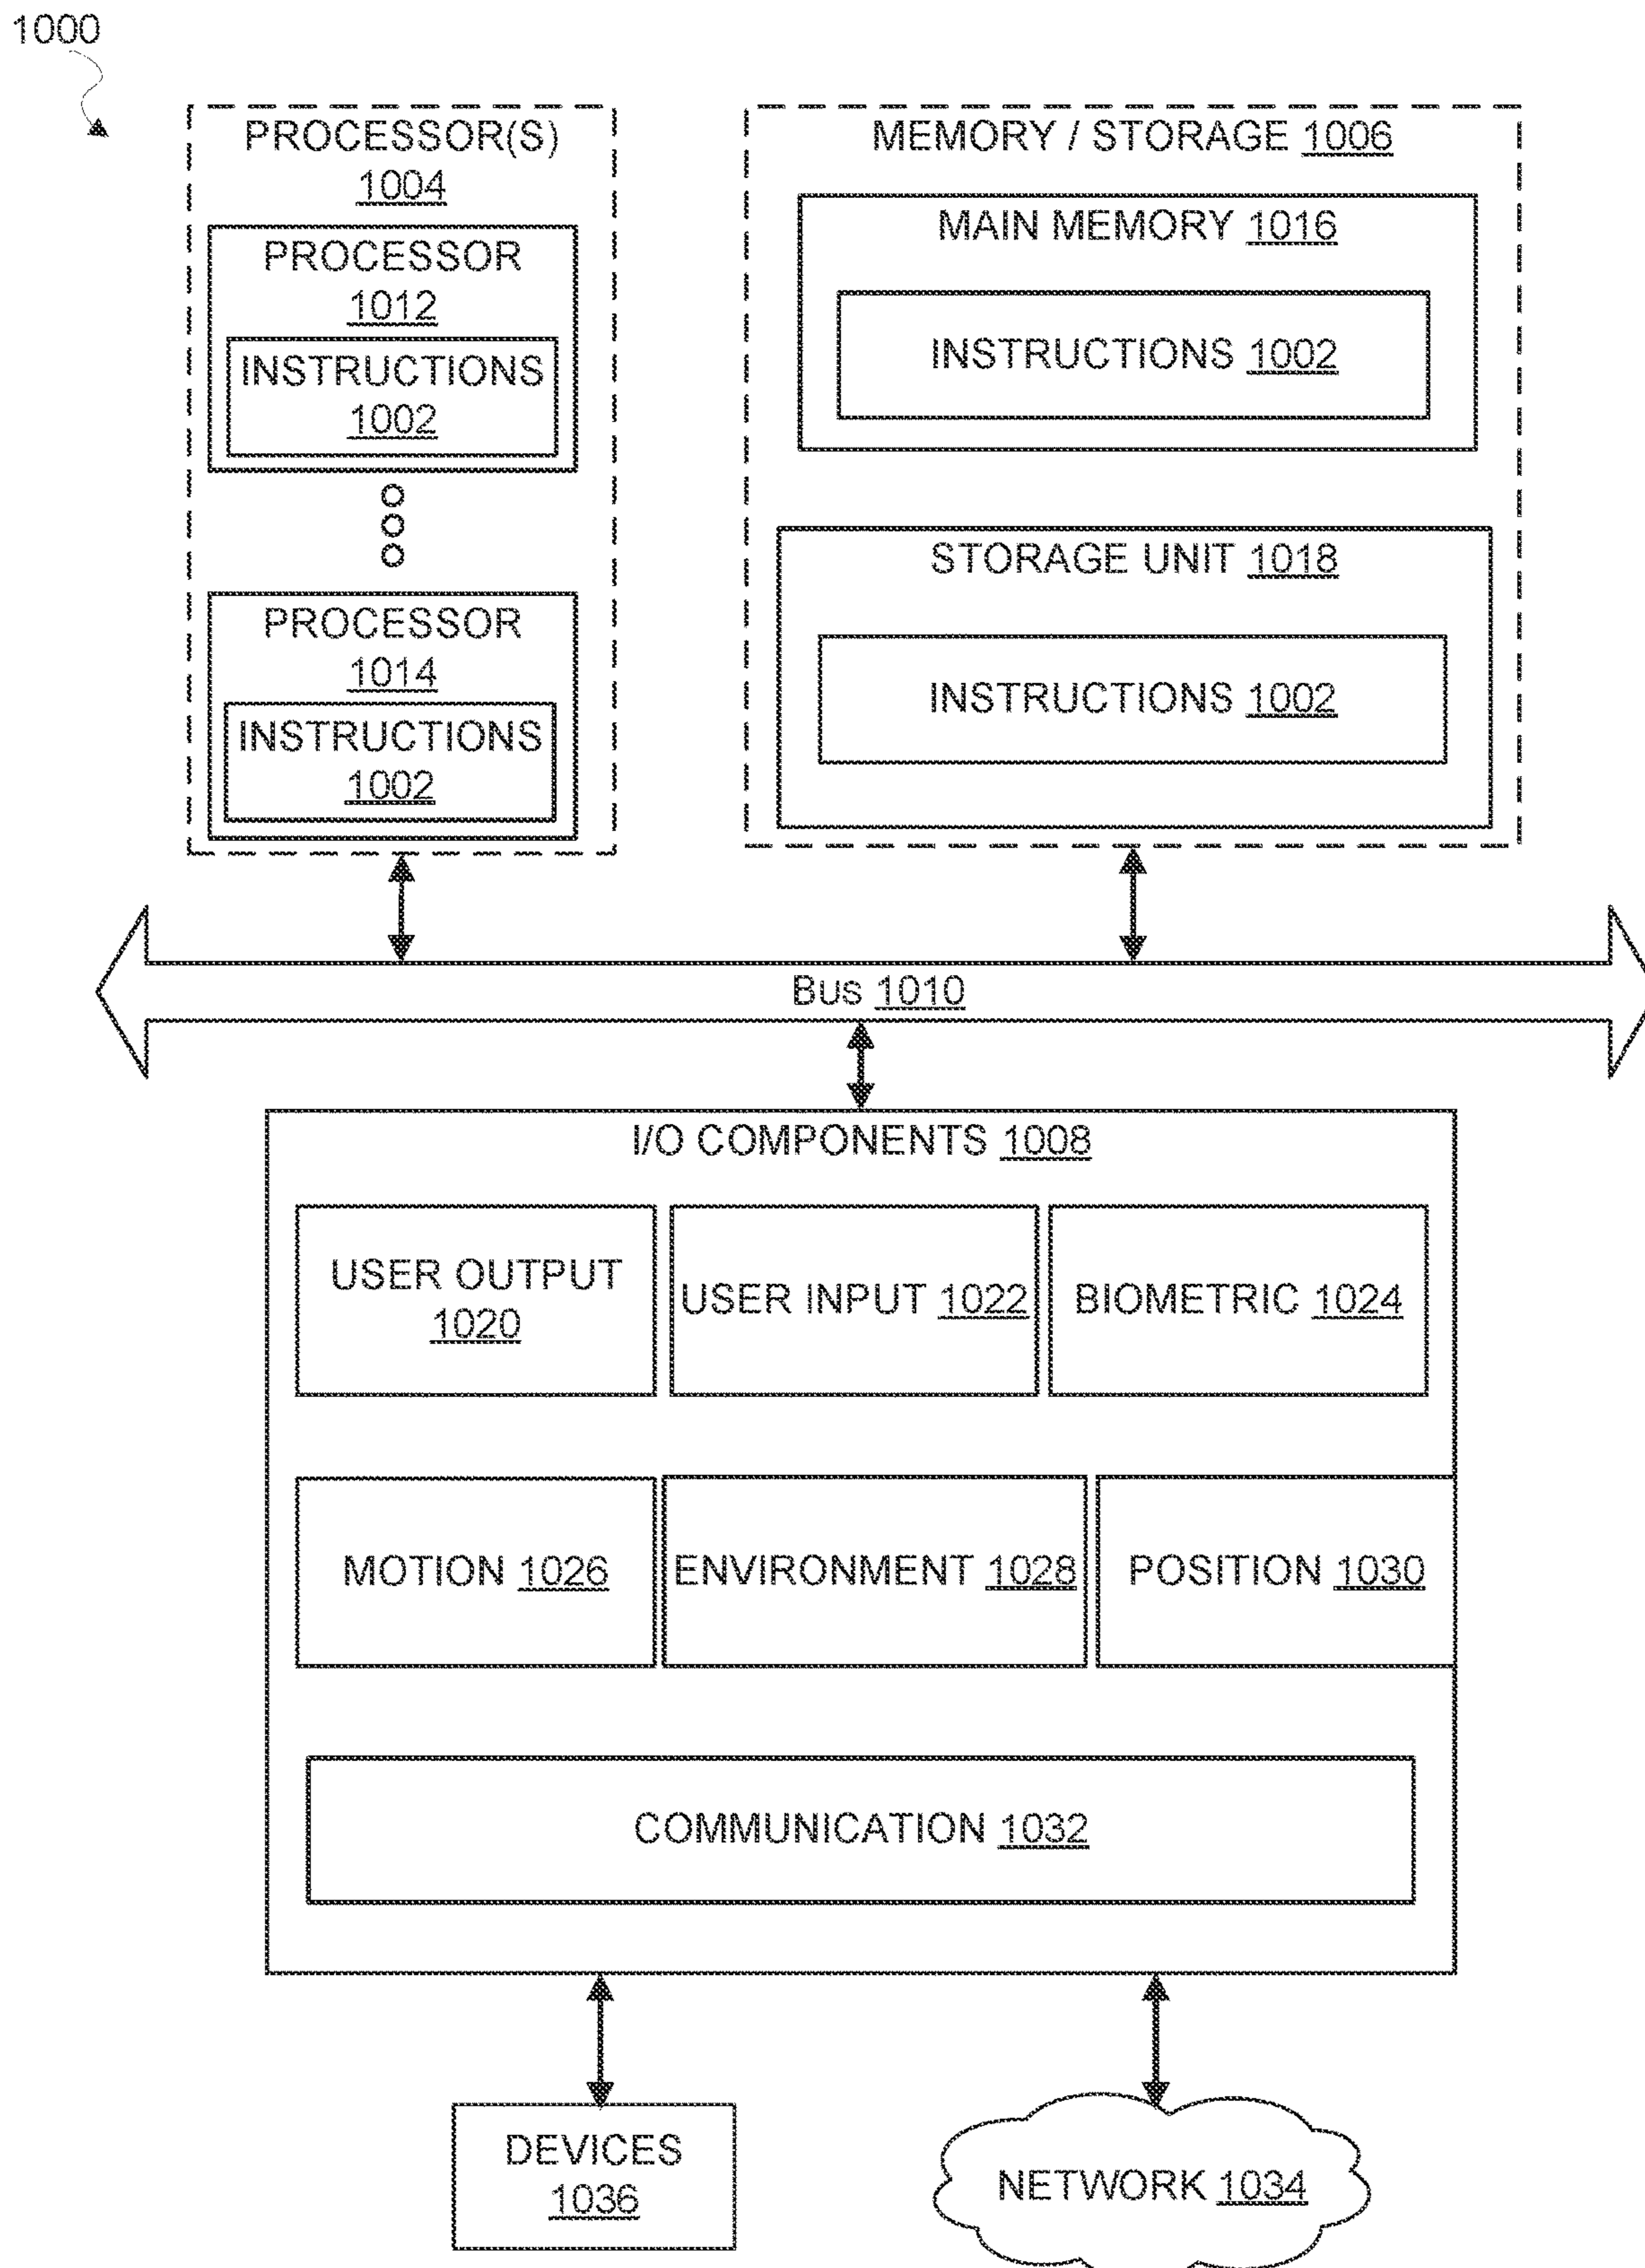 1000
PROCESSOR(S)
1004
PROCESSOR
1012
INSTRUCTIONS
1002
PROCESSOR
1014
INSTRUCTIONS
1002
MEMORY / STORAGE 1006
MAIN MEMORY 1016
INSTRUCTIONS 1002
STORAGE UNIT 1018
INSTRUCTIONS 1002
Bus 1010
I/O COMPONENTS 1008
USER OUTPUT
1020
USER INPUT 1022
BIOMETRIC 1024
MOTION 1026
ENVIRONMENT 1028
POSITION 1030
COMMUNICATION 1032
DEVICES
1036
NETWORK 1034